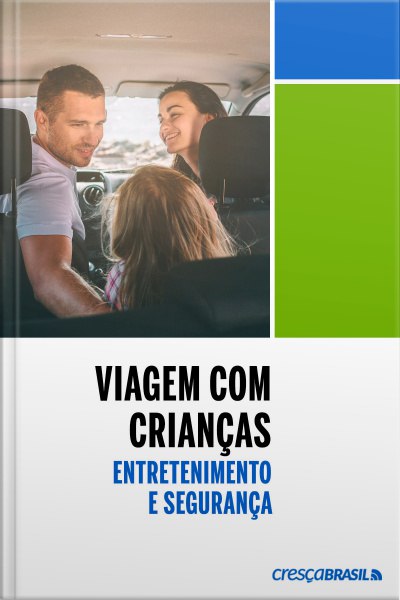 VIAGEM COM
CRIANÇAS
ENTRETENIMENTO
E SEGURANÇA
cresçaBRASIL